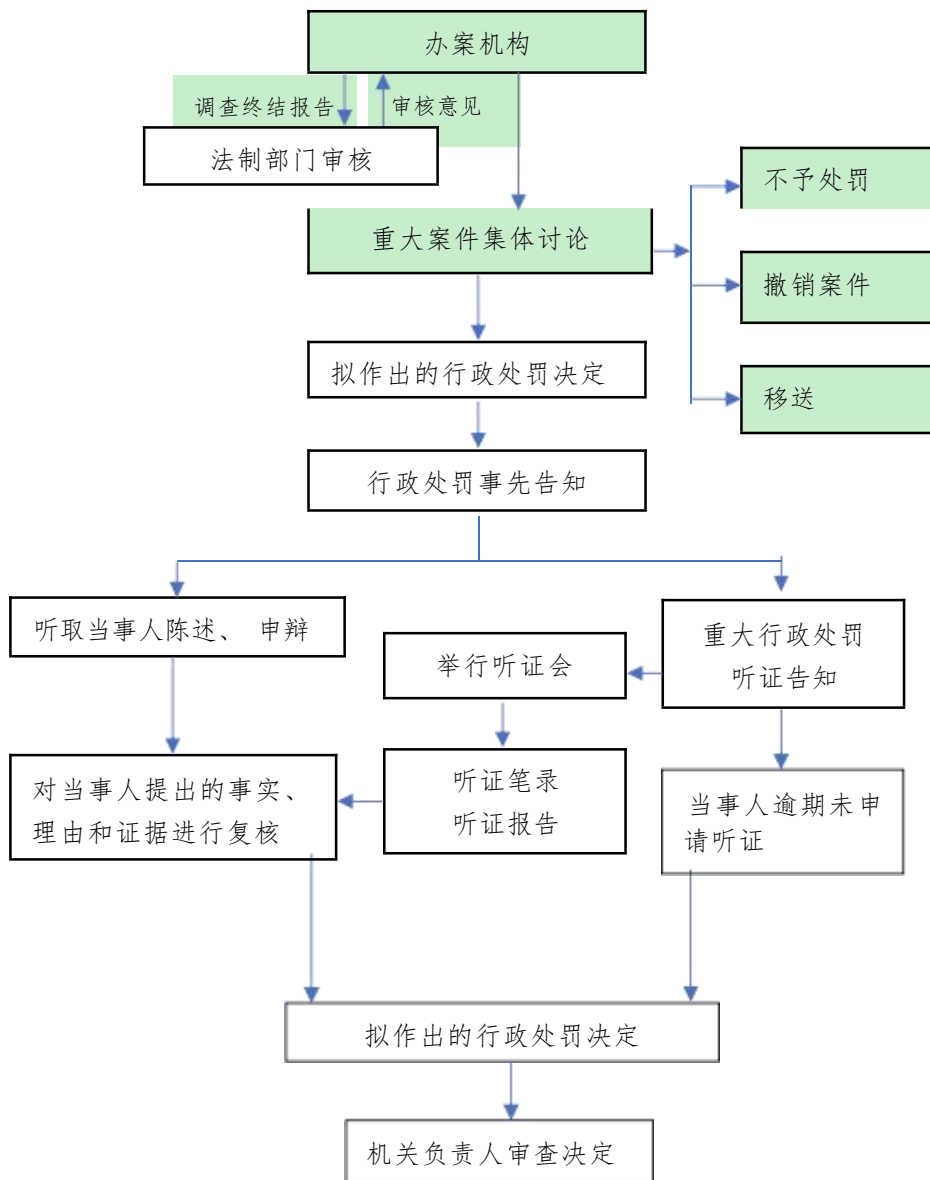 办案机构
调查终结报告
审核意见
法制部门审核
不予处罚
重大案件集体讨论
撤销案件
拟作出的行政处罚决定
移送
行政处罚事先告知
听取当事人陈述、 申辩
重大行政处罚
听证告知
举行听证会
对当事人提出的事实、
理由和证据进行复核
听证笔录
听证报告
当事人逾期未申
请听证
拟作出的行政处罚决定
机关负责人审查决定